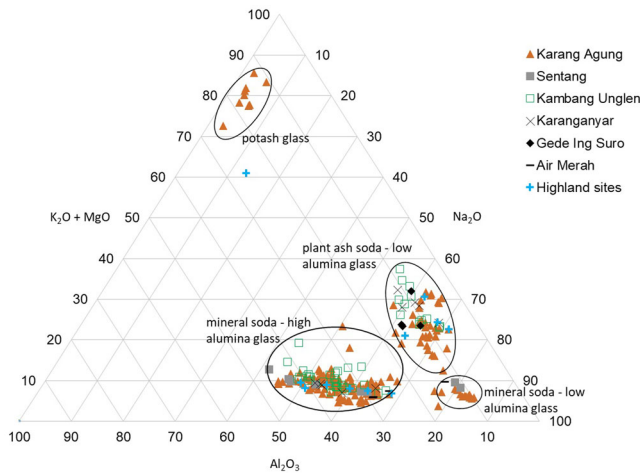 100
90 10
80 20
70 30
potash glass
60 40
K₂O + MgO 50 50 Na₂O
40 60
plant ash soda - low
alumina glass
30 70
mineral soda - high
alumina glass
20 80
10 90
mineral soda - low
alumina glass
100
100 90 80 70 60 50 40 30 20 10
Al₂O₃
Karang Agung
Sentang
Kambang Unglen
Karanganyar
Gede Ing Suro
Air Merah
Highland sites